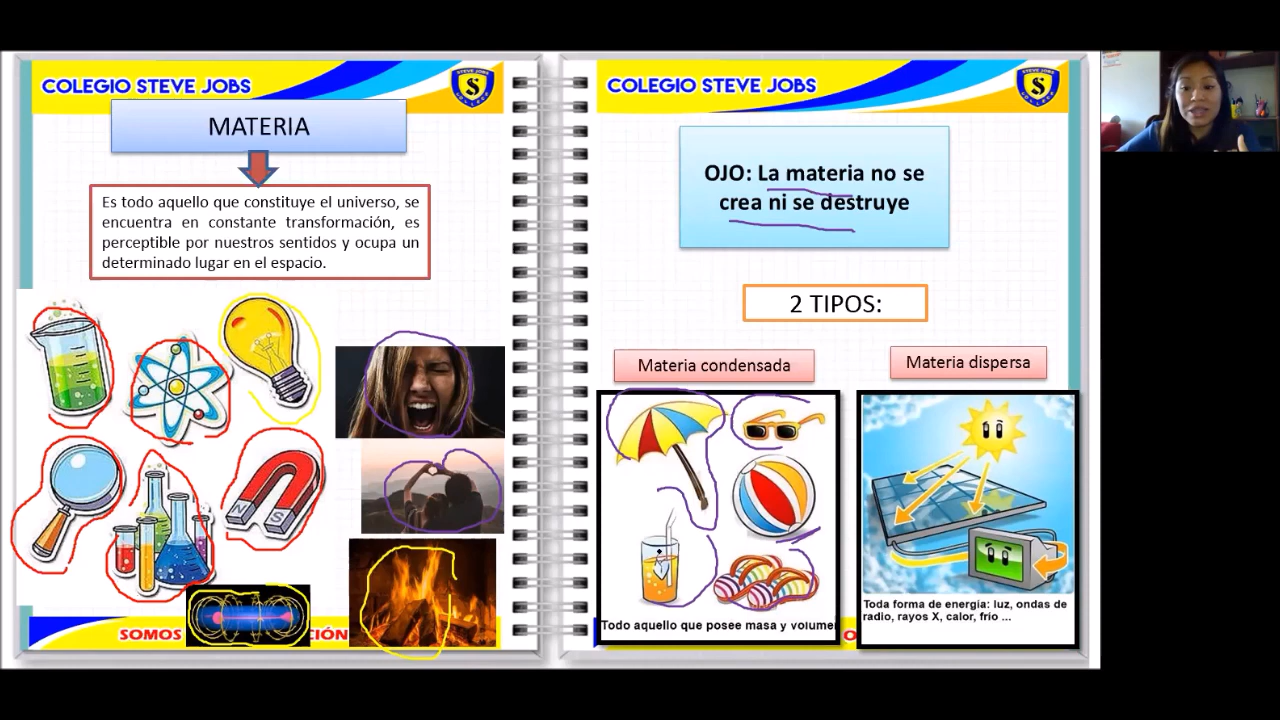 COLEGIO STEVE JOBS
MATERIA
Es todo aquello que constituye el universo, se
encuentra en constante transformación, es
perceptible por nuestros sentidos y ocupa un
determinado lugar en el espacio.
N S
SOMOS
CIÓN
COLEGIO STEVE JOBS
OJO: La materia no se
crea ni se destruye
2 TIPOS:
Materia condensada
Materia dispersa
Todo aquello que posee masa y volumen
Toda forma de energía: luz, ondas de
radio, rayos X, calor, frío ...